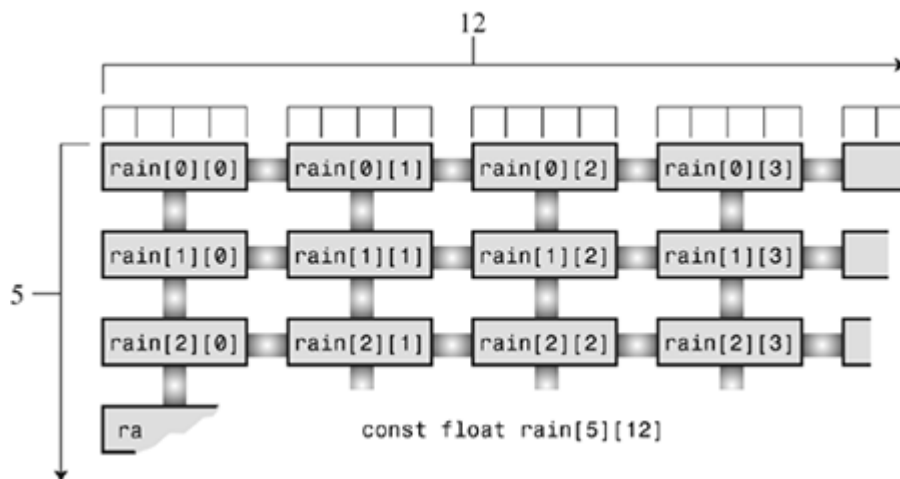 12
rain[0][0] rain[0][1] rain[0][2] rain[0][3]
rain[1][0] rain[1][1] rain[1][2] rain[1][3]
5
rain[2][0] rain[2][1] rain[2][2] rain[2][3]
ra
const float rain[5][12]